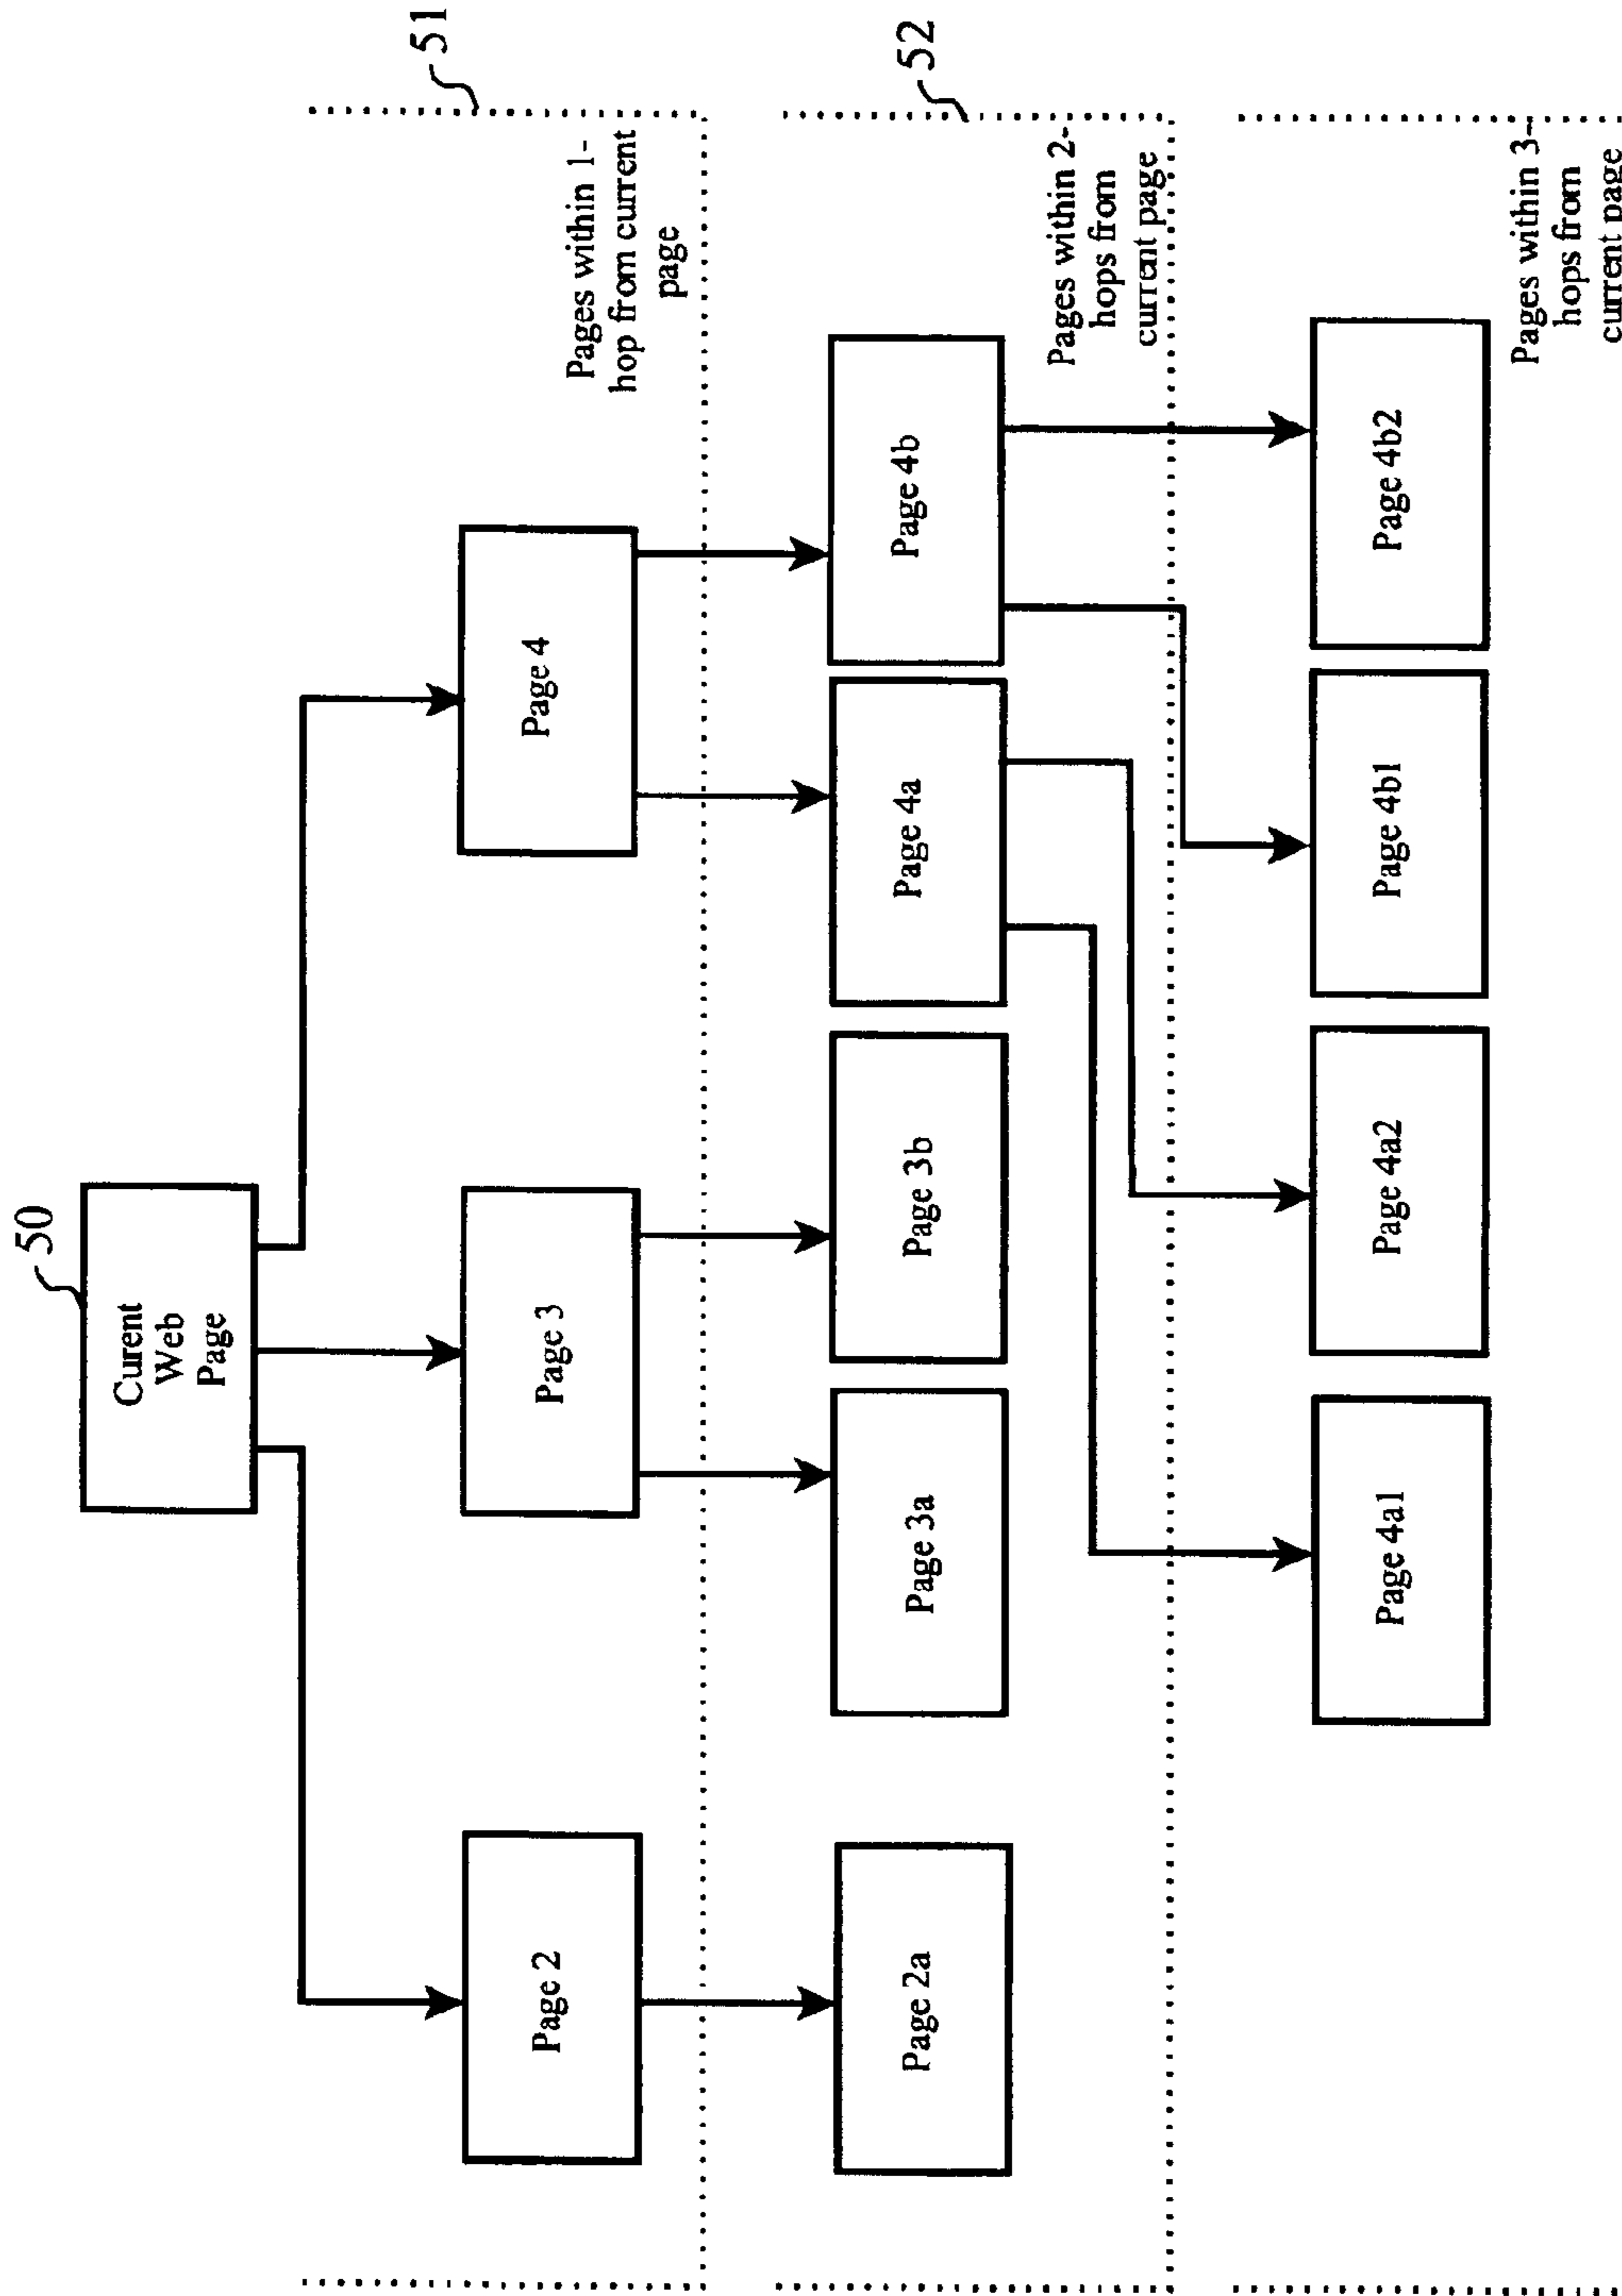 50
Curent
Web
Page
51
Page 2
Page 3
Page 4
Pages within 1-
hop from current
page
52
Page 2a
Page 3a
Page 3b
Page 4a
Page 4b
Pages within 2-
hops from
current page
Page 4a1
Page 4a2
Page 4b1
Page 4b2
Pages within 3-
hops from
current page